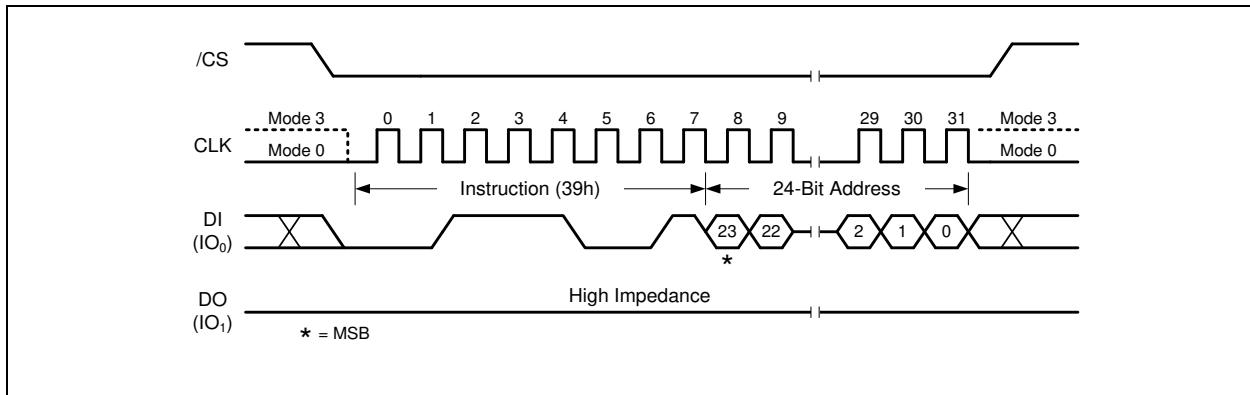 /CS
Mode 3 0 1 2 3 4 5 6 7 8 9 29 30 31 Mode 3
CLK
Mode 0 Mode 0
Instruction (39h) 24-Bit Address
DI
(IO₀)
23 22 2 1 0
*
High Impedance
DO
(IO₁)
* = MSB